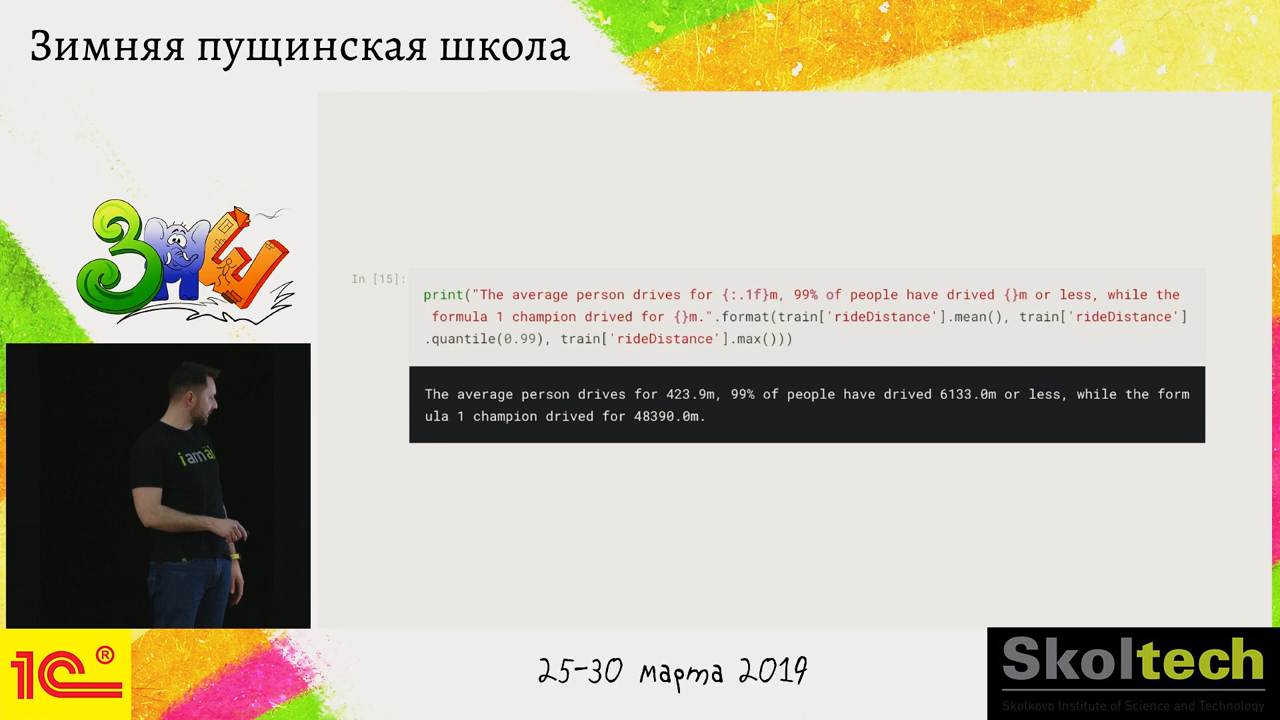 Зимняя пущинская школа
ЗПШ
In [15]:
print("The average person drives for {:.1f}m, 99% of people have drived {}m or less, while the
formula 1 champion drived for {}m.".format(train['rideDistance'].mean(), train['rideDistance']
.quantile(0.99), train['rideDistance'].max()))
The average person drives for 423.9m, 99% of people have drived 6133.0m or less, while the form
ula 1 champion drived for 48390.0m.
i am ai
1C®
25-30 марта 2019
Skoltech
Skolkovo Institute of Science and Technology